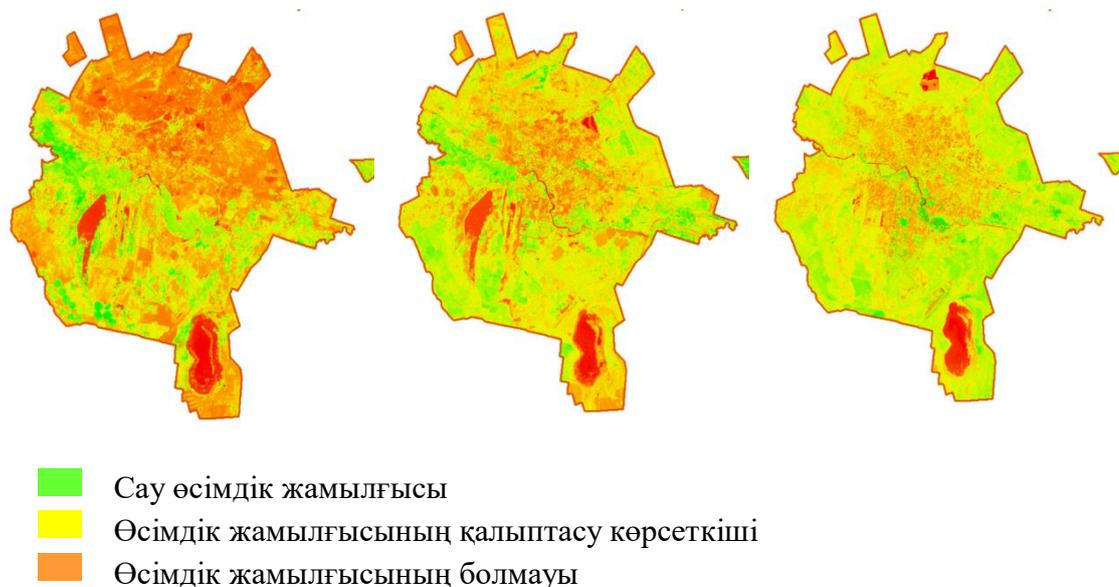 Сау өсімдік жамылғысы
Өсімдік жамылғысының қалыптасу көрсеткіші
Өсімдік жамылғысының болмауы